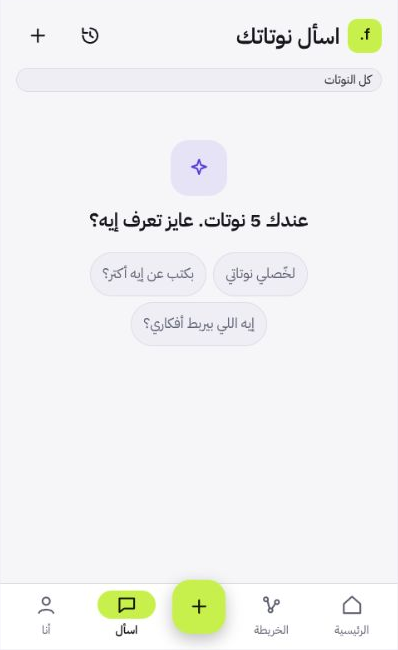 f.
اسأل نوتاتك
كل النوتات
عندك 5 نوتات. عايز تعرف إيه؟
لخّصلي نوتاتي
بكتب عن إيه أكتر؟
إيه اللي بيربط أفكاري؟
الرئيسية
الخريطة
اسأل
أنا